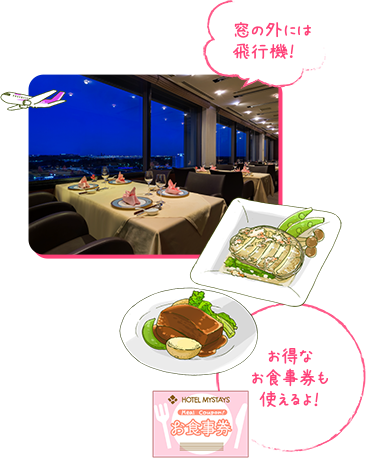 窓の外には
飛行機!
お得な
お食事券も
使えるよ!
HOTEL MYSTAYS
Meal Coupon!
お食事券